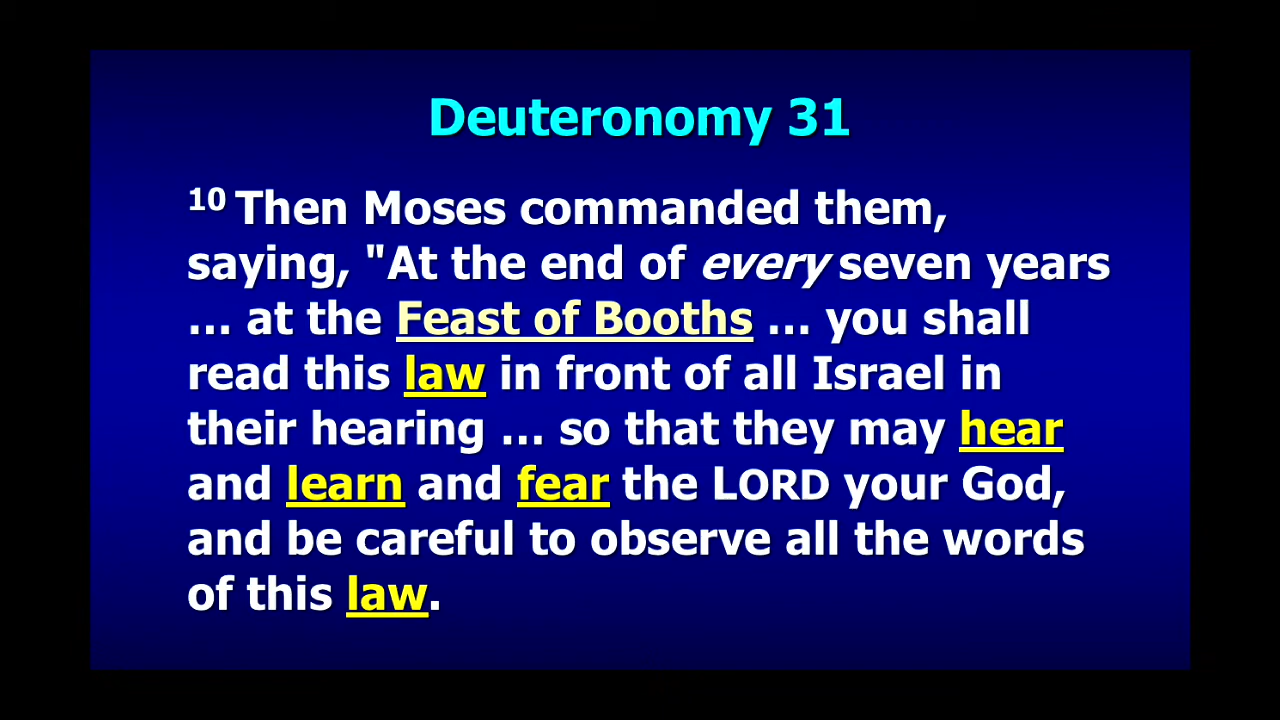 Deuteronomy 31
10 Then Moses commanded them,
saying, "At the end of every seven years
… at the Feast of Booths … you shall
read this law in front of all Israel in
their hearing … so that they may hear
and learn and fear the LORD your God,
and be careful to observe all the words
of this law.